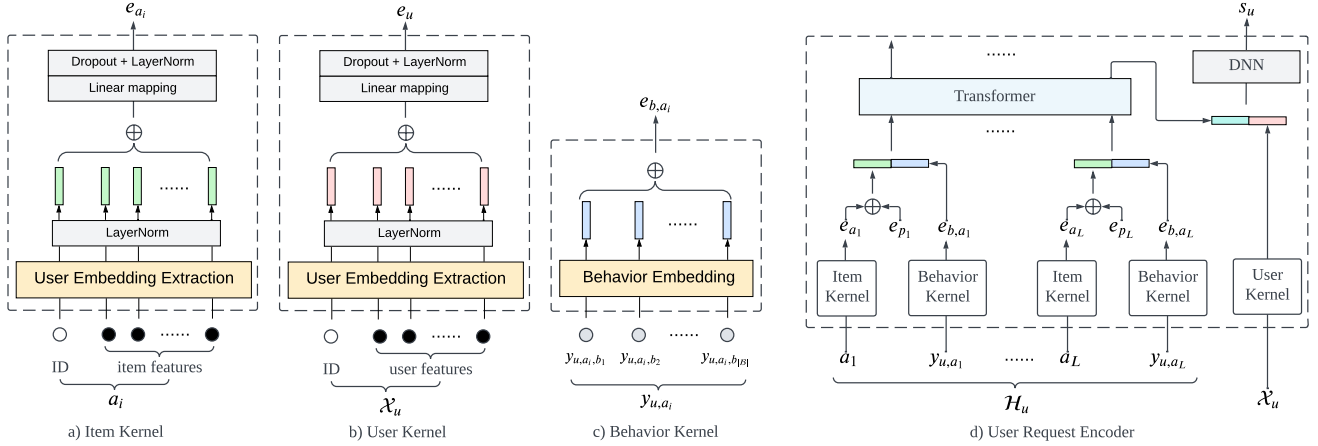 e_{a_i}
Dropout + LayerNorm
Linear mapping
⊕
......
LayerNorm
User Embedding Extraction
......
ID
item features
a_i
a) Item Kernel
e_u
Dropout + LayerNorm
Linear mapping
⊕
......
LayerNorm
User Embedding Extraction
......
ID
user features
𝒳_u
b) User Kernel
e_{b,a_i}
⊕
......
Behavior Embedding
......
y_{u,a_i,b_1} y_{u,a_i,b_2} y_{u,a_i,b_{|B|}}
y_{u,a_i}
c) Behavior Kernel
s_u
DNN
......
Transformer
......
⊕ ⊕
e_{a_1} e_{p_1} e_{b,a_1} e_{a_L} e_{p_L} e_{b,a_L}
Item Kernel
Behavior Kernel
Item Kernel
Behavior Kernel
User Kernel
a_1 y_{u,a_1} ...... a_L y_{u,a_L}
ℋ_u
𝒳_u
d) User Request Encoder